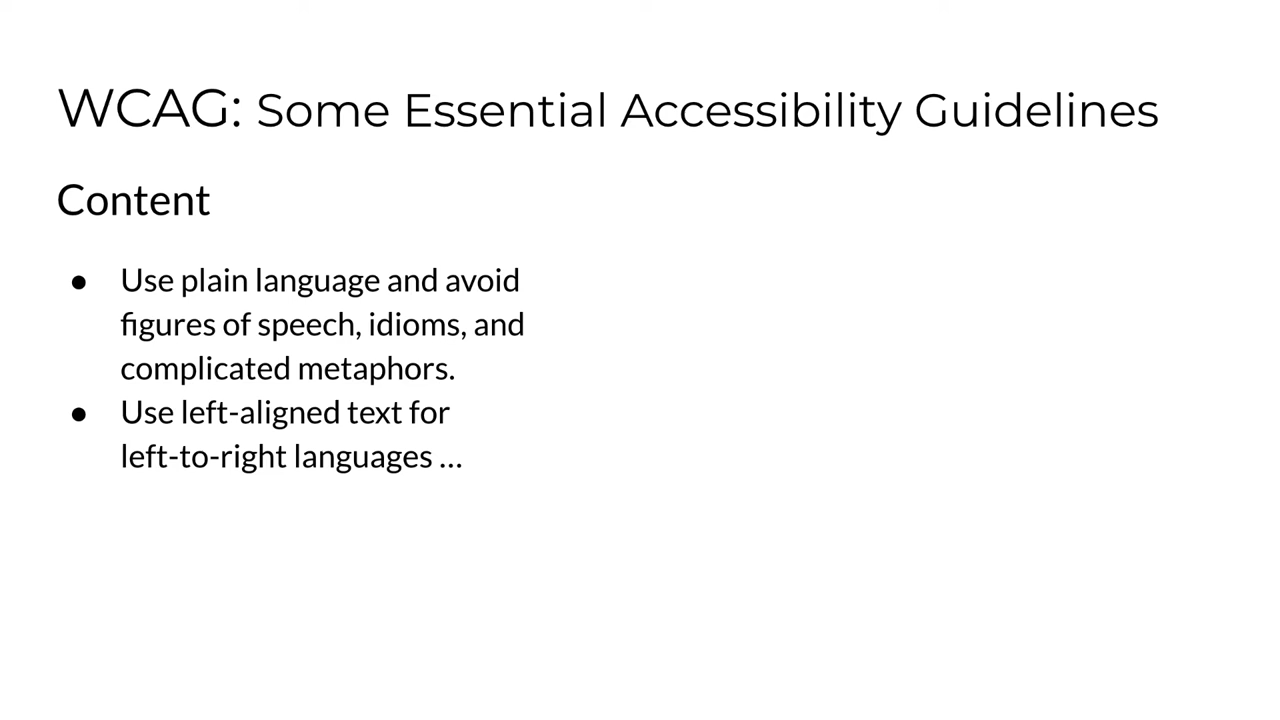 WCAG: Some Essential Accessibility Guidelines
Content
● Use plain language and avoid
figures of speech, idioms, and
complicated metaphors.
● Use left-aligned text for
left-to-right languages ...